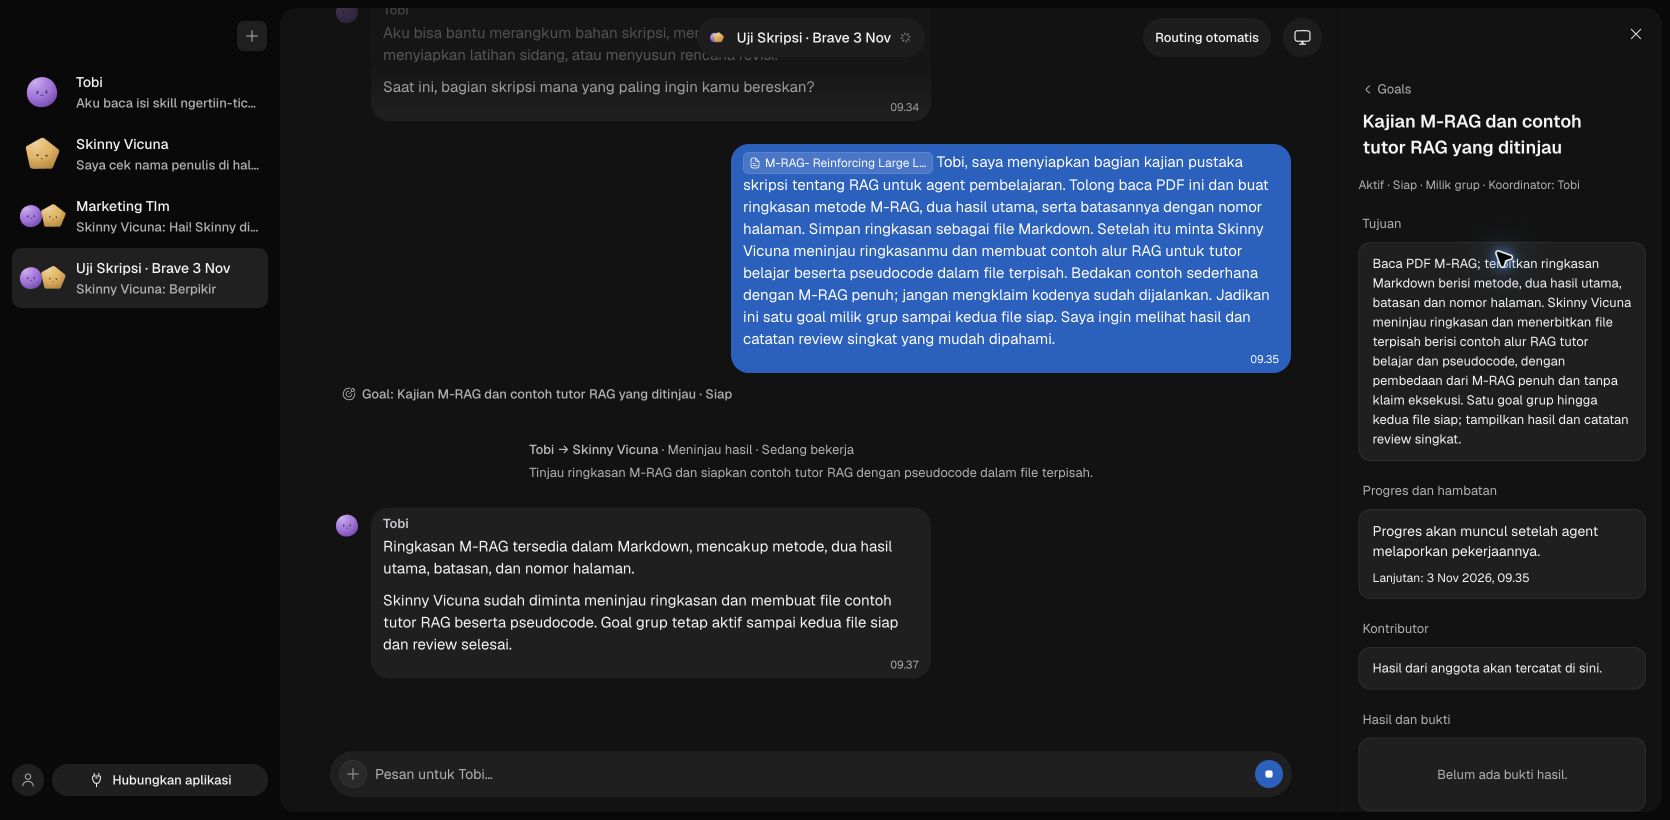 Tobi
Aku baca isi skill ngertiin-tic...
Skinny Vicuna
Saya cek nama penulis di hal...
Marketing TIm
Skinny Vicuna: Hai! Skinny di...
Uji Skripsi · Brave 3 Nov
Skinny Vicuna: Berpikir
Hubungkan aplikasi
Tobi
Aku bisa bantu merangkum bahan skripsi,
menyiapkan latihan sidang, atau menyusun rencana revisi.
Saat ini, bagian skripsi mana yang paling ingin kamu bereskan?
09.34
Uji Skripsi · Brave 3 Nov
Routing otomatis
M-RAG- Reinforcing Large L... Tobi, saya menyiapkan bagian kajian pustaka
skripsi tentang RAG untuk agent pembelajaran. Tolong baca PDF ini dan buat
ringkasan metode M-RAG, dua hasil utama, serta batasannya dengan nomor
halaman. Simpan ringkasan sebagai file Markdown. Setelah itu minta Skinny
Vicuna meninjau ringkasanmu dan membuat contoh alur RAG untuk tutor
belajar beserta pseudocode dalam file terpisah. Bedakan contoh sederhana
dengan M-RAG penuh; jangan mengklaim kodenya sudah dijalankan. Jadikan
ini satu goal milik grup sampai kedua file siap. Saya ingin melihat hasil dan
catatan review singkat yang mudah dipahami.
09.35
Goal: Kajian M-RAG dan contoh tutor RAG yang ditinjau · Siap
Tobi → Skinny Vicuna · Meninjau hasil · Sedang bekerja
Tinjau ringkasan M-RAG dan siapkan contoh tutor RAG dengan pseudocode dalam file terpisah.
Tobi
Ringkasan M-RAG tersedia dalam Markdown, mencakup metode, dua hasil
utama, batasan, dan nomor halaman.
Skinny Vicuna sudah diminta meninjau ringkasan dan membuat file contoh
tutor RAG beserta pseudocode. Goal grup tetap aktif sampai kedua file siap
dan review selesai.
09.37
Pesan untuk Tobi...
Goals
Kajian M-RAG dan contoh
tutor RAG yang ditinjau
Aktif · Siap · Milik grup · Koordinator: Tobi
Tujuan
Baca PDF M-RAG; terbitkan ringkasan
Markdown berisi metode, dua hasil utama,
batasan dan nomor halaman. Skinny Vicuna
meninjau ringkasan dan menerbitkan file
terpisah berisi contoh alur RAG tutor
belajar dan pseudocode, dengan
pembedaan dari M-RAG penuh dan tanpa
klaim eksekusi. Satu goal grup hingga
kedua file siap; tampilkan hasil dan catatan
review singkat.
Progres dan hambatan
Progres akan muncul setelah agent
melaporkan pekerjaannya.
Lanjutan: 3 Nov 2026, 09.35
Kontributor
Hasil dari anggota akan tercatat di sini.
Hasil dan bukti
Belum ada bukti hasil.